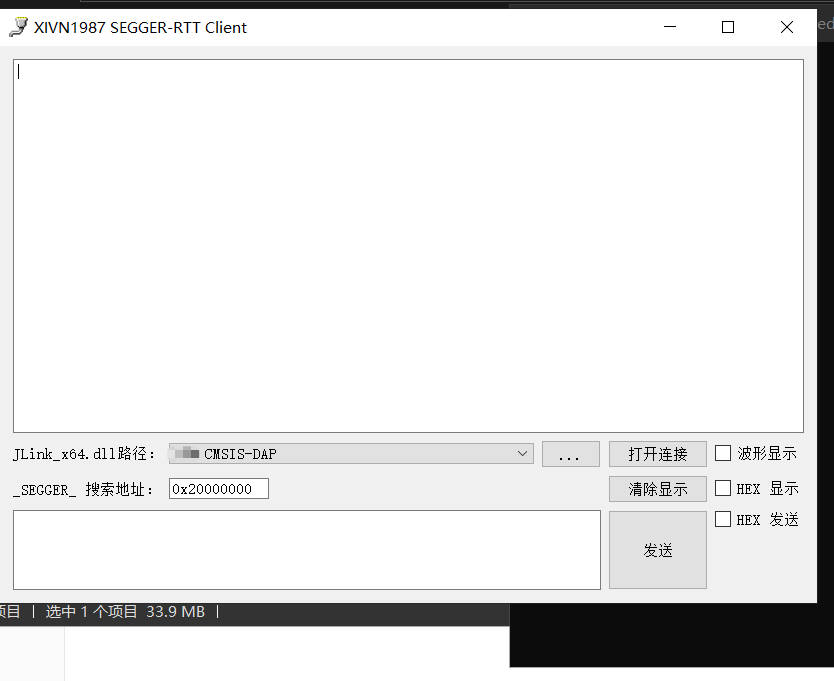 XIVN1987 SEGGER-RTT Client
JLink_x64.dll路径：
CMSIS-DAP
...
打开连接
波形显示
_SEGGER_ 搜索地址：
0x20000000
清除显示
HEX 显示
发送
HEX 发送
项目 | 选中 1 个项目 33.9 MB |